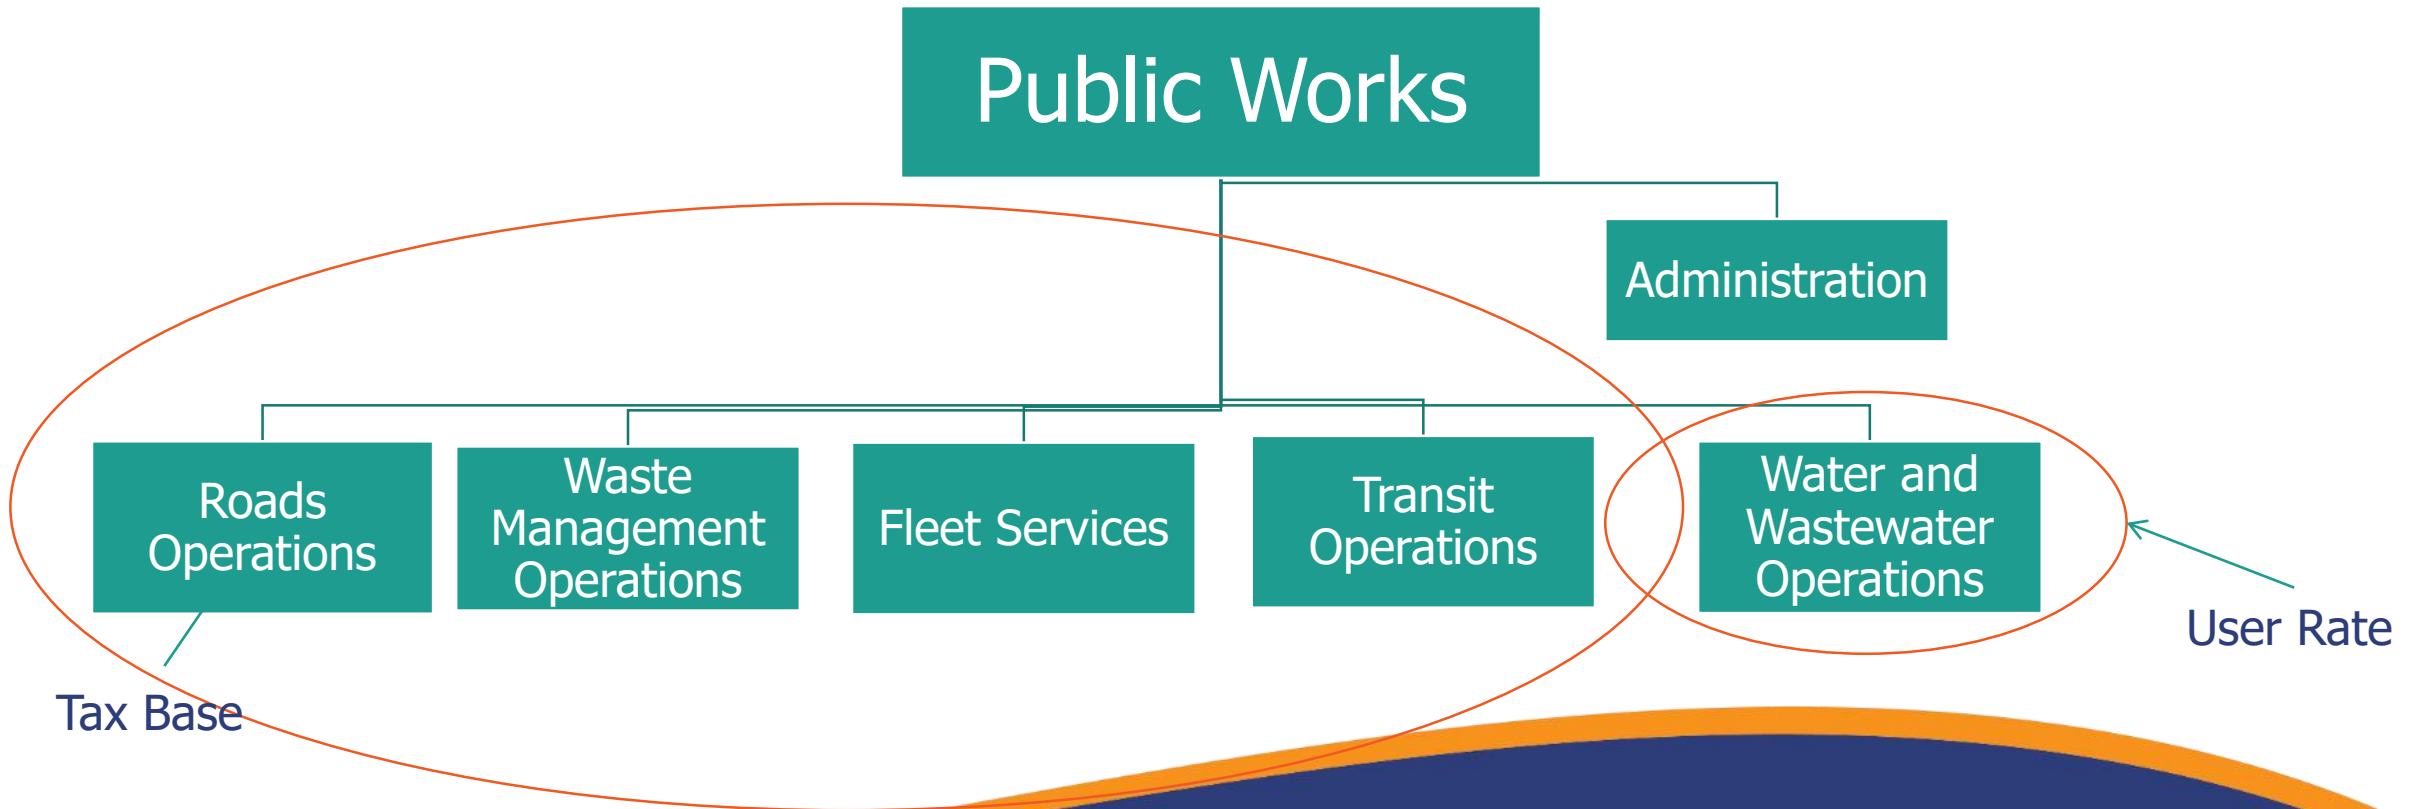 Public Works
Administration
Roads
Operations
Waste
Management
Operations
Fleet Services
Transit
Operations
Water and
Wastewater
Operations
User Rate
Tax Base